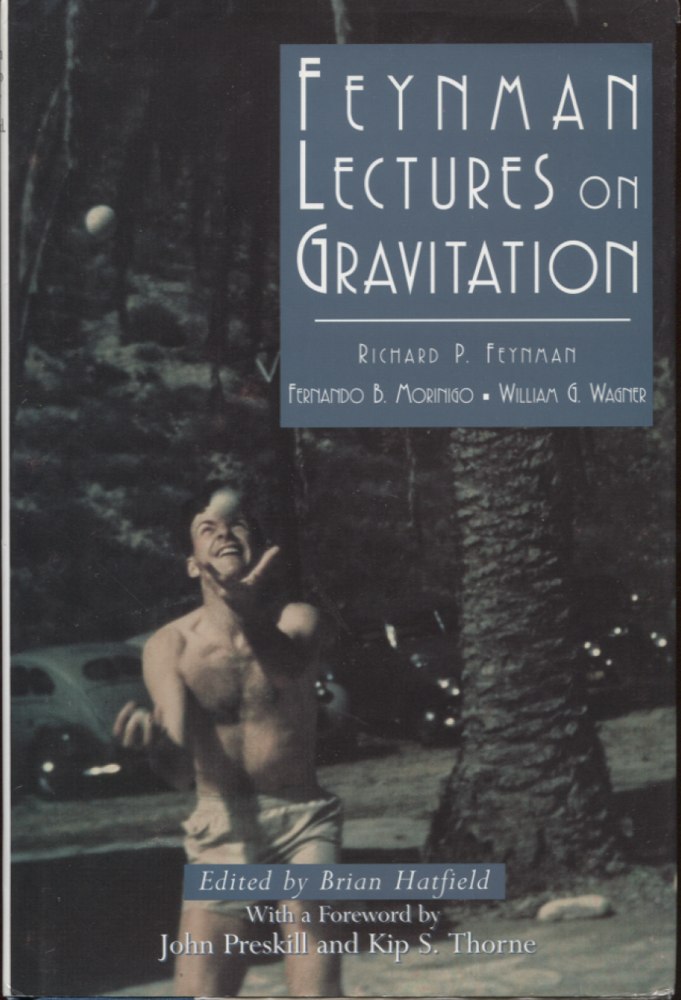 FEYNMAN
LECTURES ON
GRAVITATION
RICHARD P. FEYNMAN
FERNANDO B. MORINIGO ▪ WILLIAM G. WAGNER
Edited by Brian Hatfield
With a Foreword by
John Preskill and Kip S. Thorne